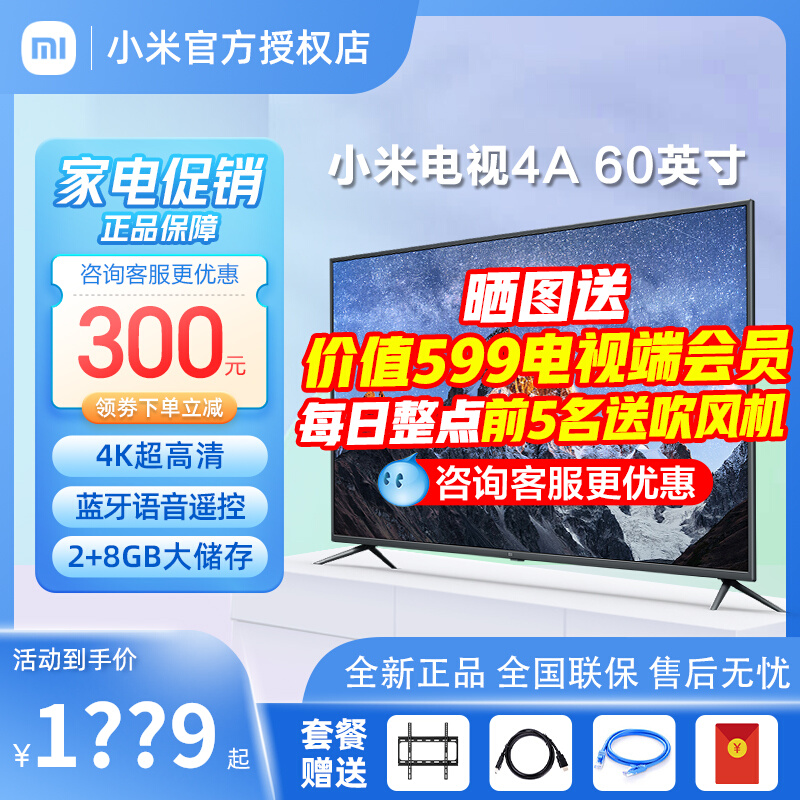 小米官方授权店
小米电视4A 60英寸
家电促销
正品保障
咨询客服更优惠
300元
领券下单立减
4K超高清
蓝牙语音遥控
2+8GB大储存
晒图送
价值599电视端会员
每日整点前5名送吹风机
咨询客服更优惠
活动到手价
¥1??9起
全新正品 全国联保 售后无忧
套餐
赠送
¥